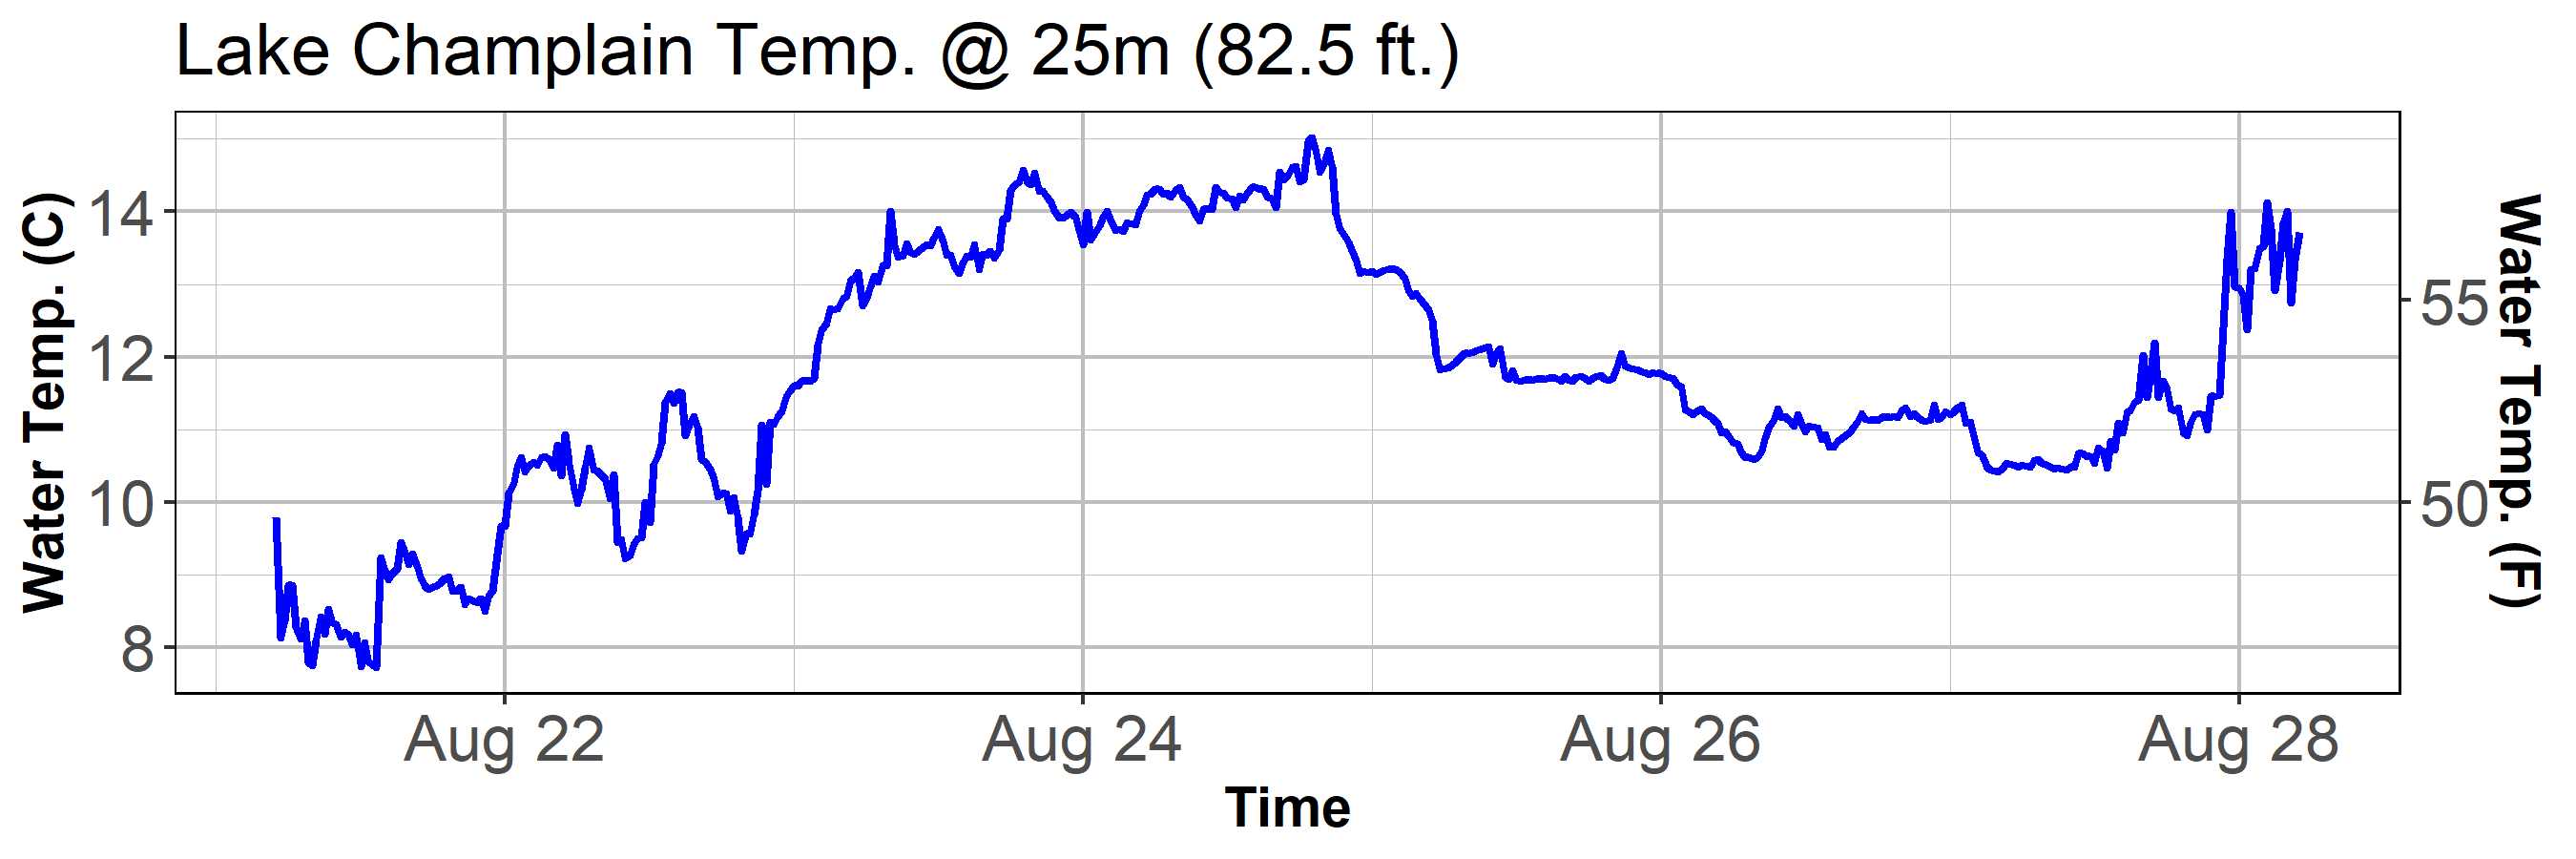 Lake Champlain Temp. @ 25m (82.5 ft.)
Water Temp. (C)
14
12
10
8
55
50
Water Temp. (F)
Aug 22
Aug 24
Aug 26
Aug 28
Time